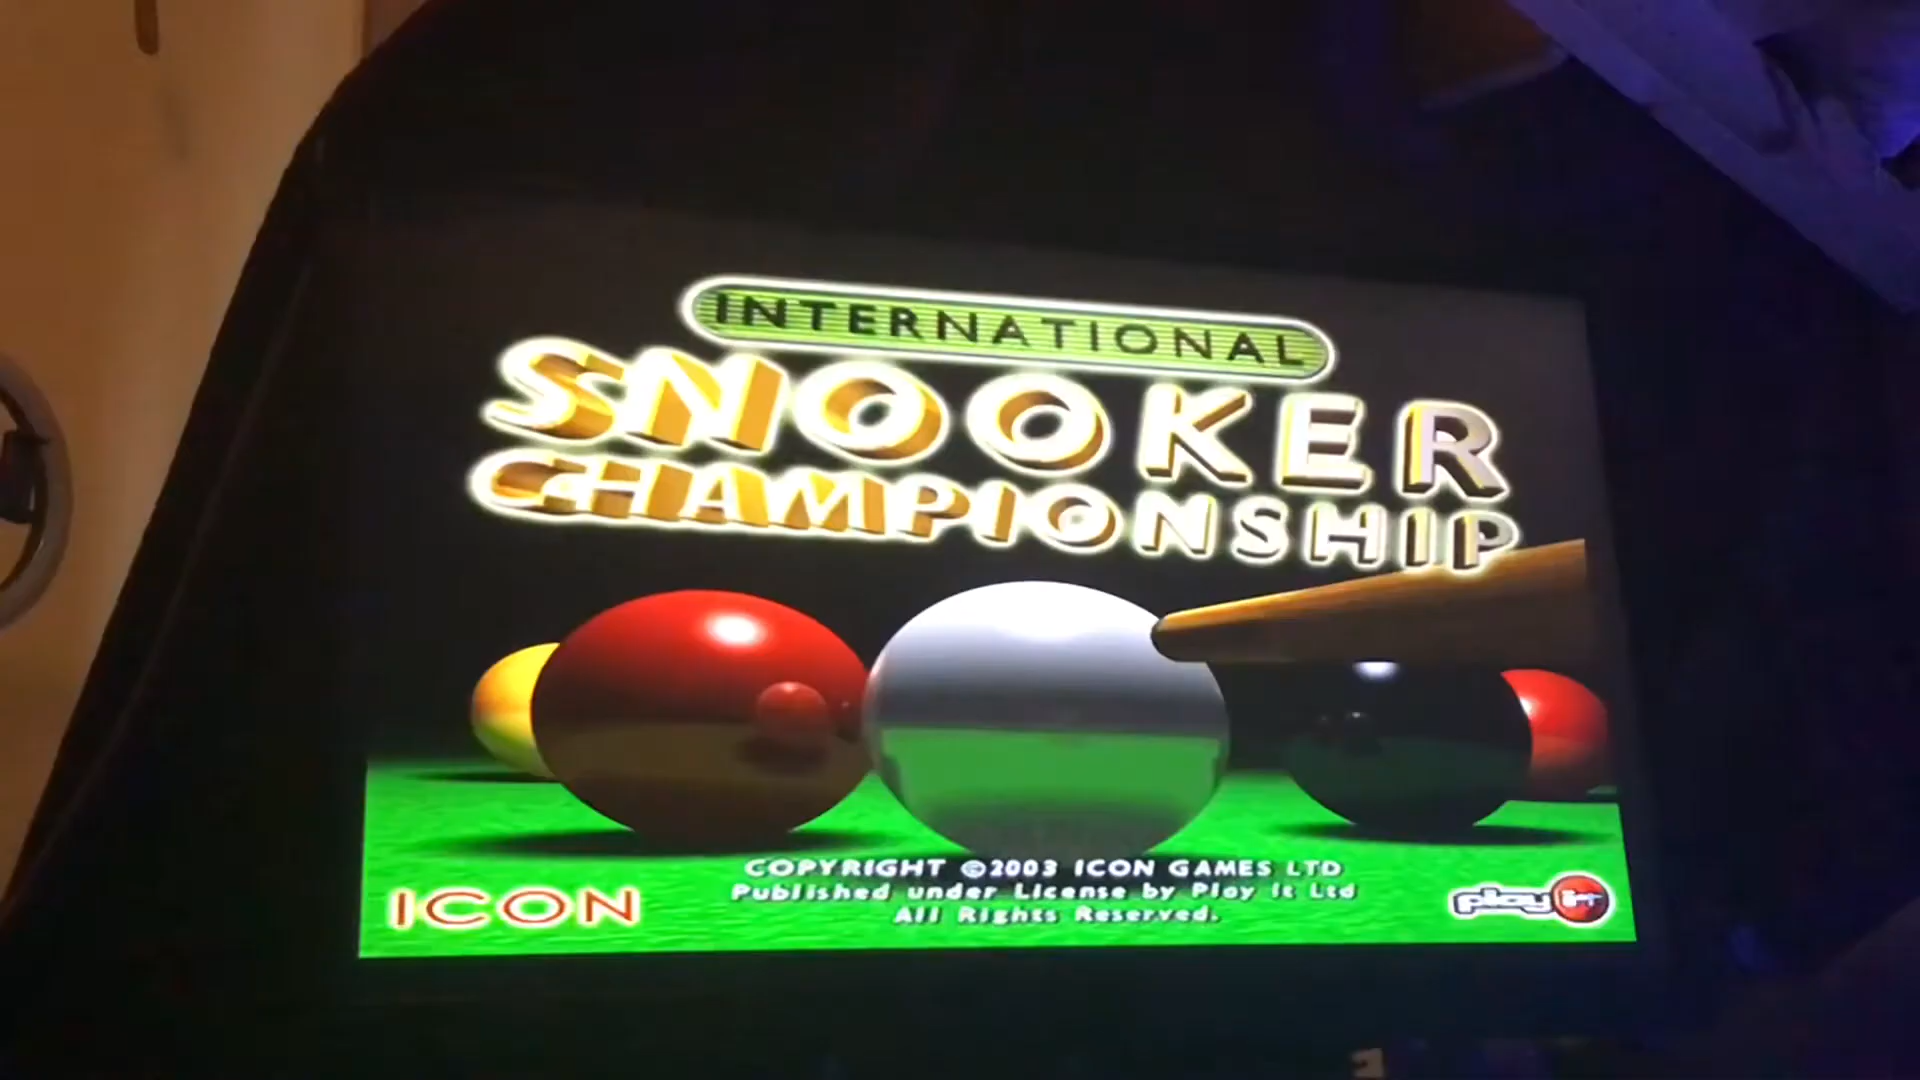 INTERNATIONAL
SNOOKER
CHAMPIONSHIP
COPYRIGHT ©2003 ICON GAMES LTD
Published under License by Play It Ltd
All Rights Reserved.
ICON
play it